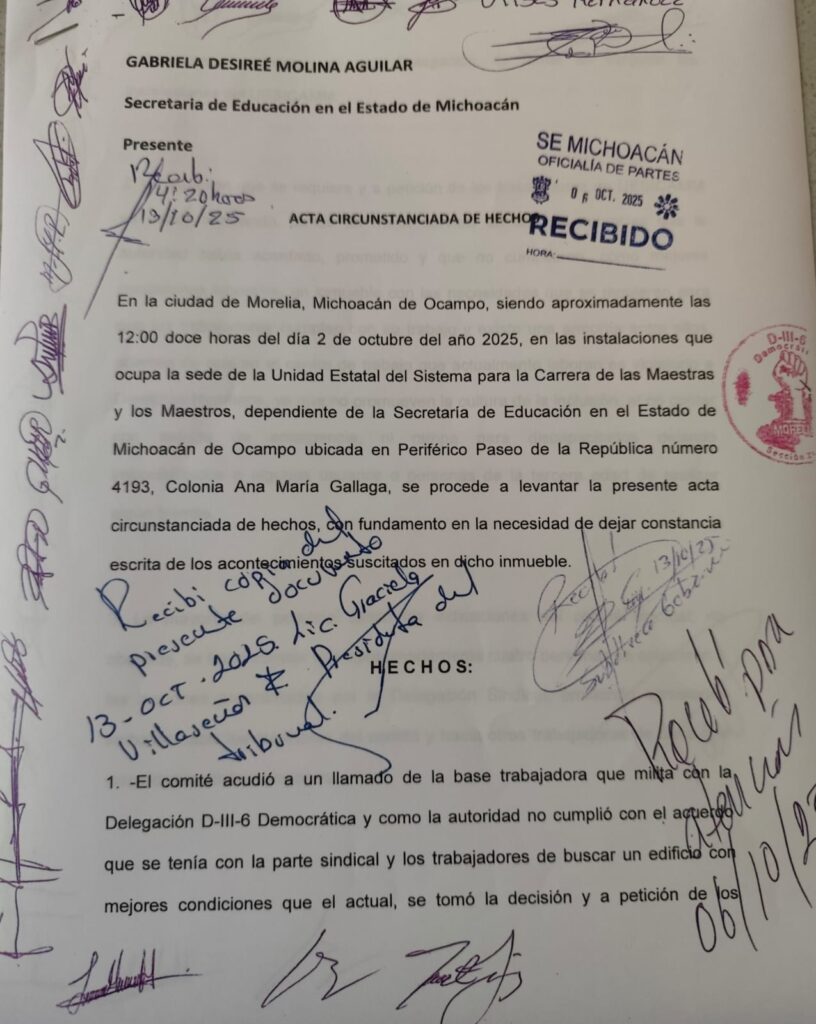 GABRIELA DESIREÉ MOLINA AGUILAR
Secretaria de Educación en el Estado de Michoacán
Presente
Recibi:
14:20 horas
13/10/25
SE MICHOACÁN
OFICIALÍA DE PARTES
06 OCT. 2025
RECIBIDO
HORA:
ACTA CIRCUNSTANCIADA DE HECHOS
En la ciudad de Morelia, Michoacán de Ocampo, siendo aproximadamente las
12:00 doce horas del día 2 de octubre del año 2025, en las instalaciones que
ocupa la sede de la Unidad Estatal del Sistema para la Carrera de las Maestras
y los Maestros, dependiente de la Secretaría de Educación en el Estado de
Michoacán de Ocampo ubicada en Periférico Paseo de la República número
4193, Colonia Ana María Gallaga, se procede a levantar la presente acta
circunstanciada de hechos, con fundamento en la necesidad de dejar constancia
escrita de los acontecimientos suscitados en dicho inmueble.
D-III-6
MORELIA
Recibi copia del
presente documento
13-OCT-2025. Lic. Graciela
Villaseñor Presidenta del
tribunal.
13/10/25
HECHOS:
Recibí por
06/10/2
1. -El comité acudió a un llamado de la base trabajadora que milita con la
Delegación D-III-6 Democrática y como la autoridad no cumplió con el acuerdo
que se tenía con la parte sindical y los trabajadores de buscar un edificio con
mejores condiciones que el actual, se tomó la decisión y a petición de los